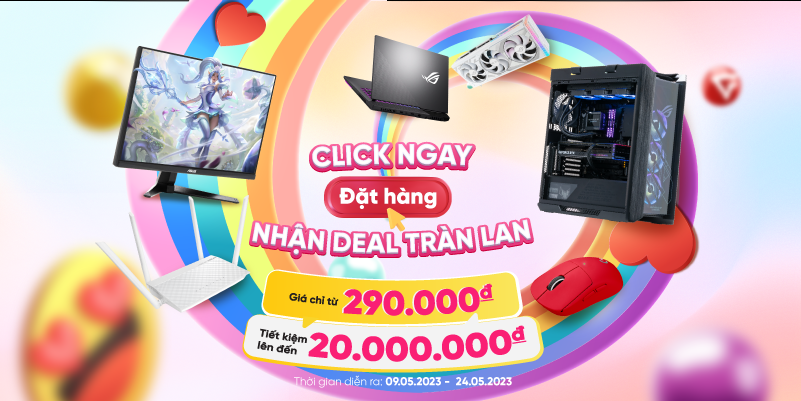 CLICK NGAY
Đặt hàng
NHẬN DEAL TRÀN LAN
Giá chỉ từ 290.000đ
Tiết kiệm lên đến 20.000.000đ
Thời gian diễn ra: 09.05.2023 - 24.05.2023